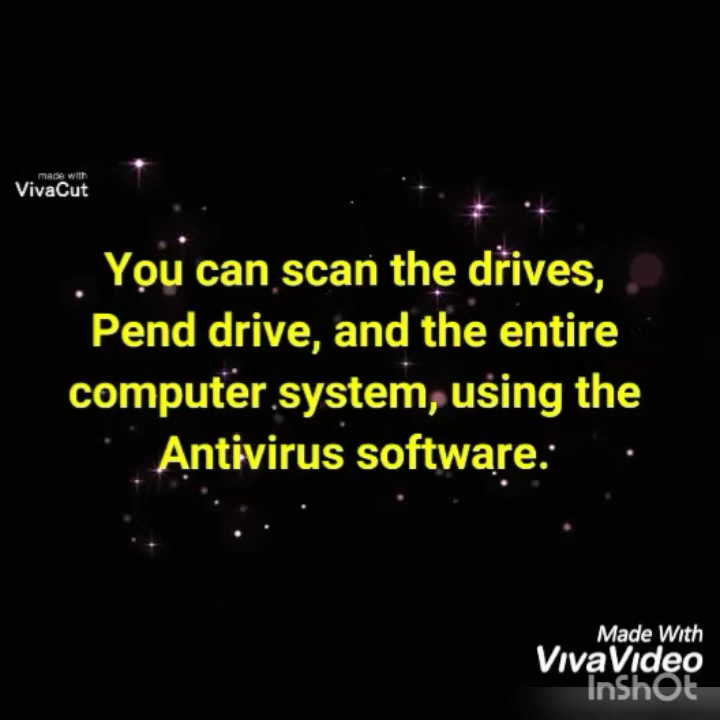 made with
VivaCut
You can scan the drives,
Pend drive, and the entire
computer system, using the
Antivirus software.
Made With
VivaVideo
InShOt